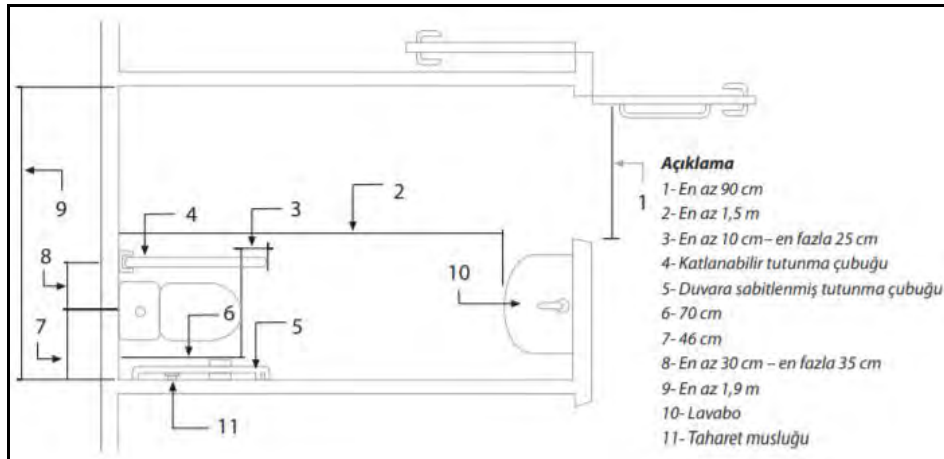 9
8
7
4
3
2
6
5
10
11
1
Açıklama
1- En az 90 cm
2- En az 1,5 m
3- En az 10 cm – en fazla 25 cm
4- Katlanabilir tutunma çubuğu
5- Duvara sabitlenmiş tutunma çubuğu
6- 70 cm
7- 46 cm
8- En az 30 cm – en fazla 35 cm
9- En az 1,9 m
10- Lavabo
11- Taharet musluğu